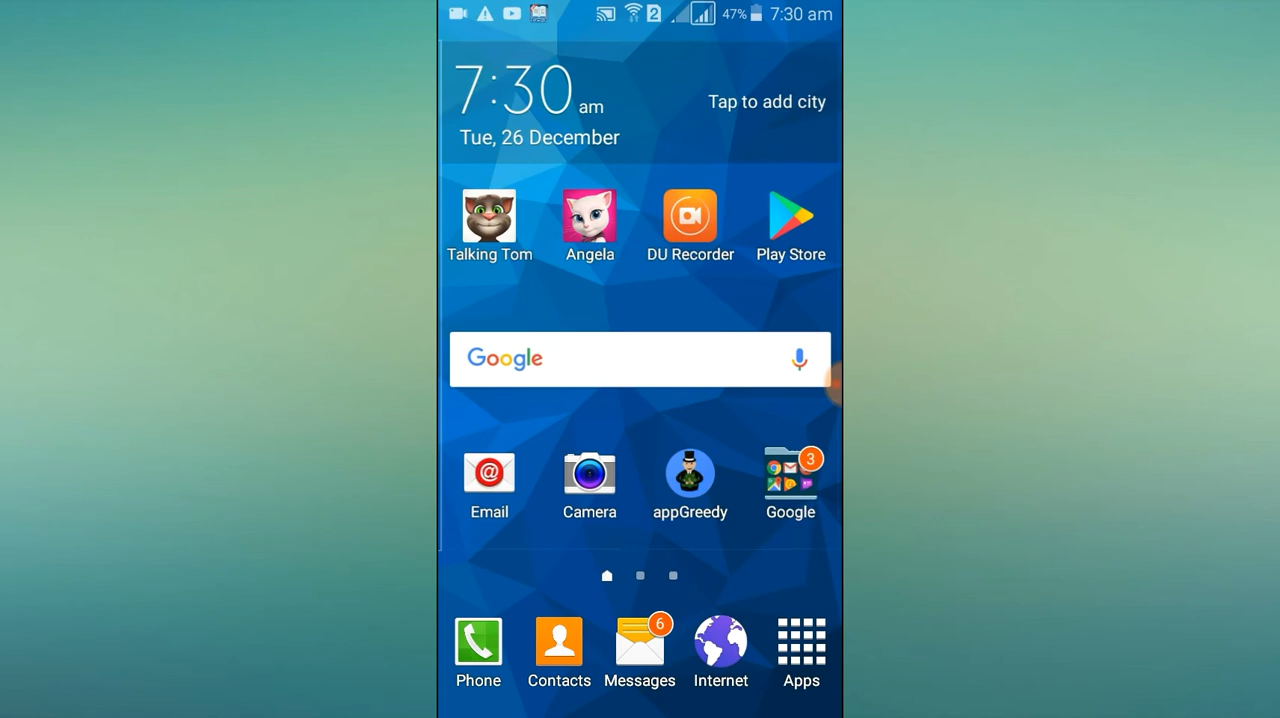 2 47% 7:30 am
7:30 am
Tap to add city
Tue, 26 December
Talking Tom Angela DU Recorder Play Store
Google
@ 3
Email Camera appGreedy Google
6
Phone Contacts Messages Internet Apps